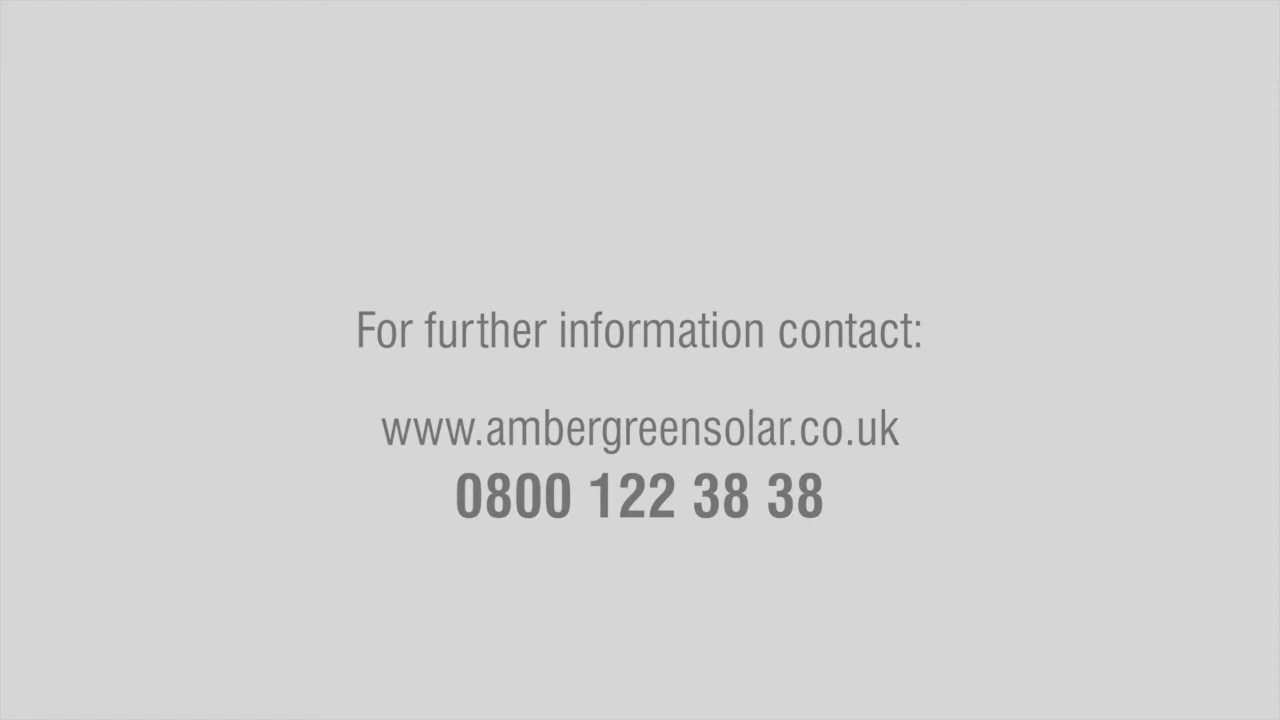 For further information contact:
www.ambergreensolar.co.uk
0800 122 38 38